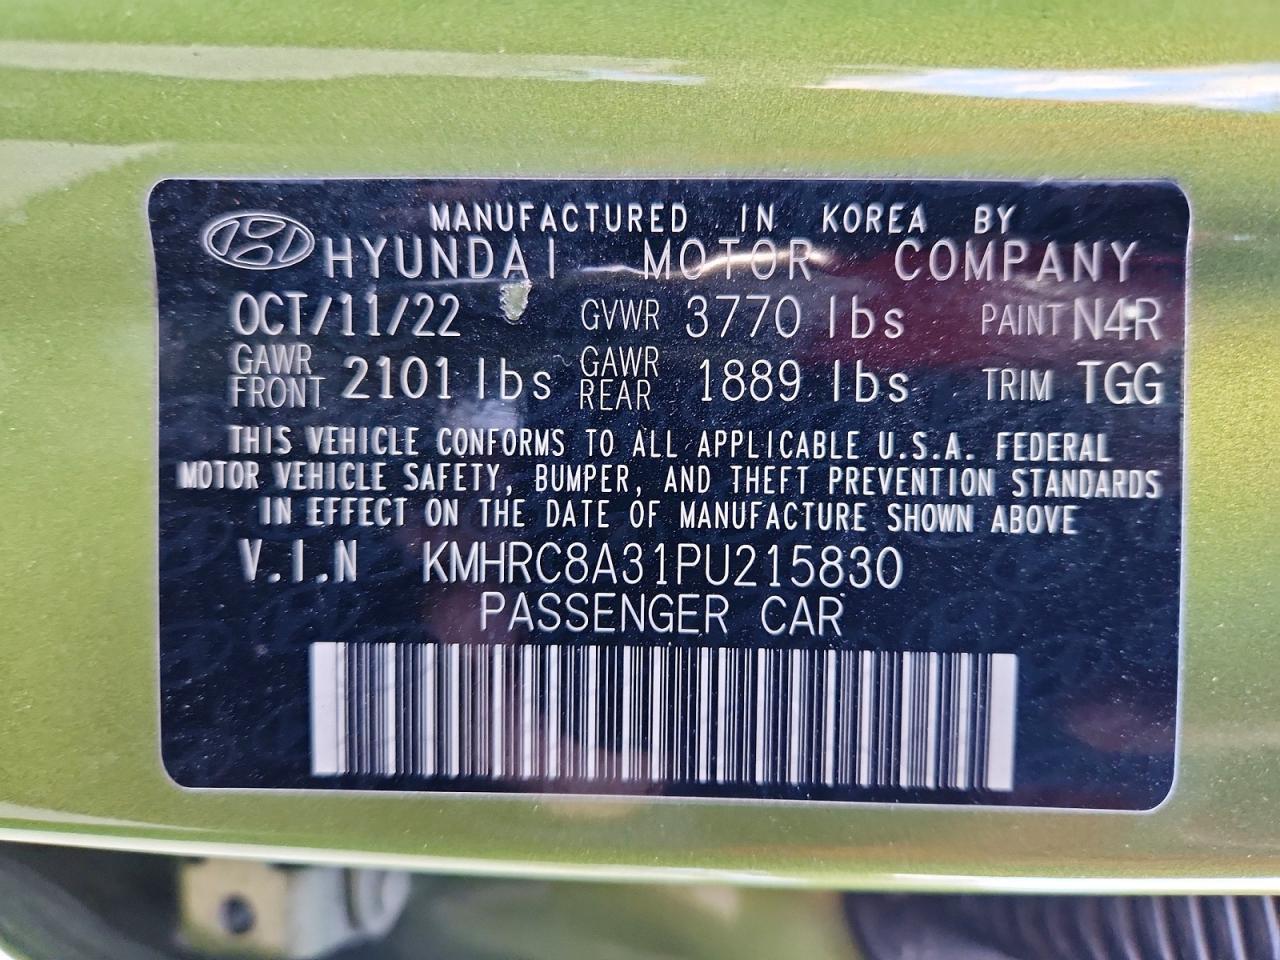 MANUFACTURED IN KOREA BY
HYUNDAI MOTOR COMPANY
OCT/11/22 GVWR 3770 lbs PAINT N4R
GAWR FRONT 2101 lbs GAWR REAR 1889 lbs TRIM TGG
THIS VEHICLE CONFORMS TO ALL APPLICABLE U.S.A. FEDERAL
MOTOR VEHICLE SAFETY, BUMPER, AND THEFT PREVENTION STANDARDS
IN EFFECT ON THE DATE OF MANUFACTURE SHOWN ABOVE
V.I.N KMHRC8A31PU215830
PASSENGER CAR